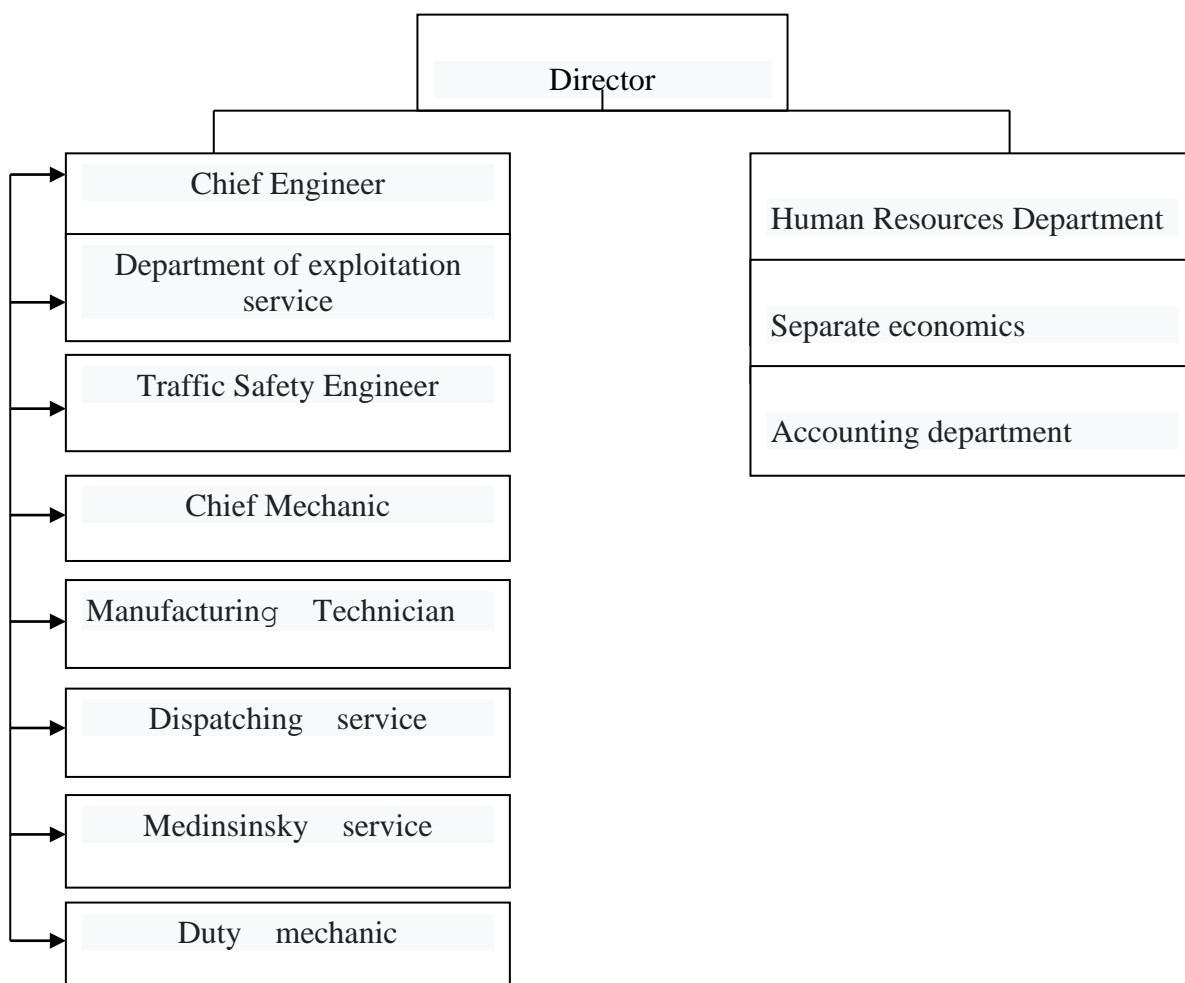 Director
Chief Engineer
Department of exploitation
service
Traffic Safety Engineer
Chief Mechanic
Manufacturing Technician
Dispatching service
Medinsinsky service
Duty mechanic
Human Resources Department
Separate economics
Accounting department